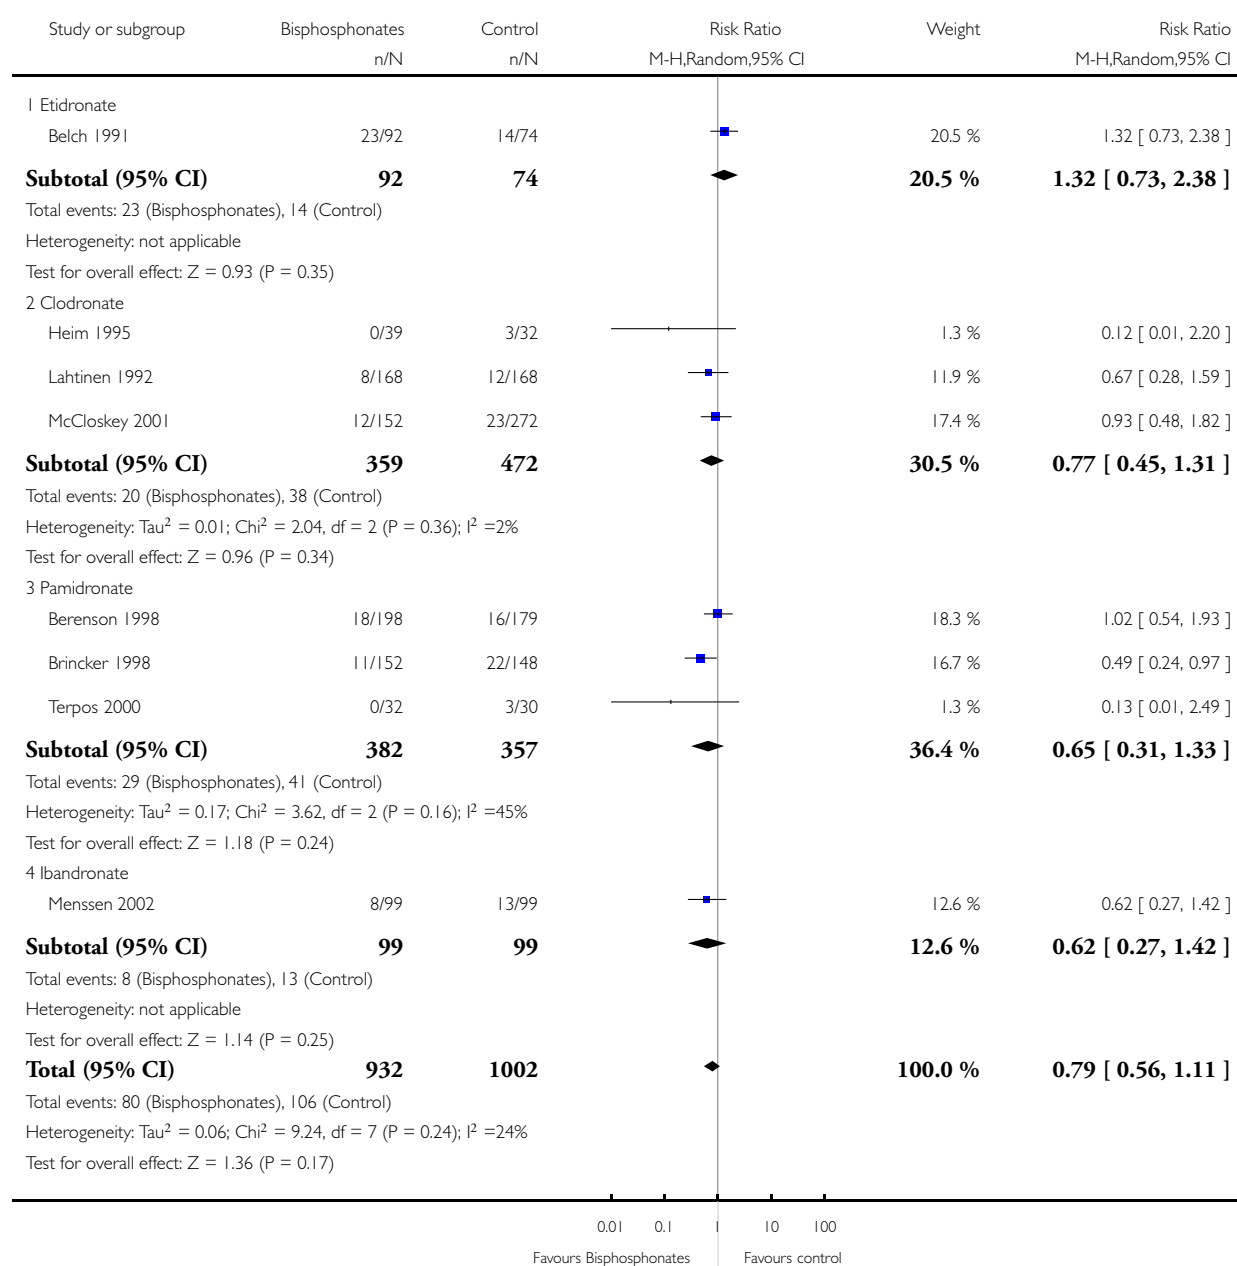 Study or subgroup Bisphosphonates Control Risk Ratio Weight Risk Ratio
n/N n/N M-H,Random,95% CI M-H,Random,95% CI
1 Etidronate
Belch 1991 23/92 14/74 20.5 % 1.32 [ 0.73, 2.38 ]
Subtotal (95% CI) 92 74 20.5 % 1.32 [ 0.73, 2.38 ]
Total events: 23 (Bisphosphonates), 14 (Control)
Heterogeneity: not applicable
Test for overall effect: Z = 0.93 (P = 0.35)
2 Clodronate
Heim 1995 0/39 3/32 1.3 % 0.12 [ 0.01, 2.20 ]
Lahtinen 1992 8/168 12/168 11.9 % 0.67 [ 0.28, 1.59 ]
McCloskey 2001 12/152 23/272 17.4 % 0.93 [ 0.48, 1.82 ]
Subtotal (95% CI) 359 472 30.5 % 0.77 [ 0.45, 1.31 ]
Total events: 20 (Bisphosphonates), 38 (Control)
Heterogeneity: Tau² = 0.01; Chi² = 2.04, df = 2 (P = 0.36); I² =2%
Test for overall effect: Z = 0.96 (P = 0.34)
3 Pamidronate
Berenson 1998 18/198 16/179 18.3 % 1.02 [ 0.54, 1.93 ]
Brincker 1998 11/152 22/148 16.7 % 0.49 [ 0.24, 0.97 ]
Terpos 2000 0/32 3/30 1.3 % 0.13 [ 0.01, 2.49 ]
Subtotal (95% CI) 382 357 36.4 % 0.65 [ 0.31, 1.33 ]
Total events: 29 (Bisphosphonates), 41 (Control)
Heterogeneity: Tau² = 0.17; Chi² = 3.62, df = 2 (P = 0.16); I² =45%
Test for overall effect: Z = 1.18 (P = 0.24)
4 Ibandronate
Menssen 2002 8/99 13/99 12.6 % 0.62 [ 0.27, 1.42 ]
Subtotal (95% CI) 99 99 12.6 % 0.62 [ 0.27, 1.42 ]
Total events: 8 (Bisphosphonates), 13 (Control)
Heterogeneity: not applicable
Test for overall effect: Z = 1.14 (P = 0.25)
Total (95% CI) 932 1002 100.0 % 0.79 [ 0.56, 1.11 ]
Total events: 80 (Bisphosphonates), 106 (Control)
Heterogeneity: Tau² = 0.06; Chi² = 9.24, df = 7 (P = 0.24); I² =24%
Test for overall effect: Z = 1.36 (P = 0.17)
0.01 0.1 1 10 100
Favours Bisphosphonates Favours control